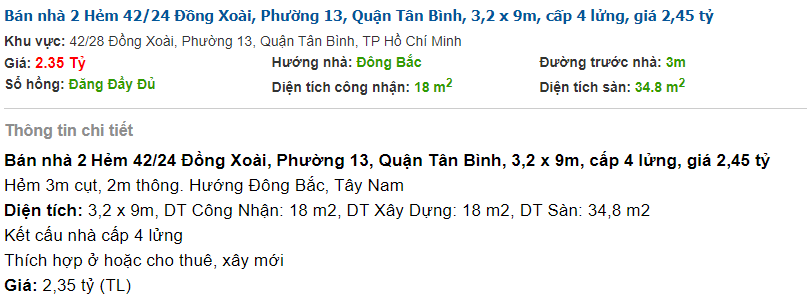 Bán nhà 2 Hẻm 42/24 Đồng Xoài, Phường 13, Quận Tân Bình, 3,2 x 9m, cấp 4 lửng, giá 2,45 tỷ
Khu vực: 42/28 Đồng Xoài, Phường 13, Quận Tân Bình, TP Hồ Chí Minh
Giá: 2.35 Tỷ Hướng nhà: Đông Bắc Đường trước nhà: 3m
Sổ hồng: Đăng Đầy Đủ Diện tích công nhận: 18 m2 Diện tích sàn: 34.8 m2
Thông tin chi tiết
Bán nhà 2 Hẻm 42/24 Đồng Xoài, Phường 13, Quận Tân Bình, 3,2 x 9m, cấp 4 lửng, giá 2,45 tỷ
Hẻm 3m cụt, 2m thông. Hướng Đông Bắc, Tây Nam
Diện tích: 3,2 x 9m, DT Công Nhận: 18 m2, DT Xây Dựng: 18 m2, DT Sàn: 34,8 m2
Kết cấu nhà cấp 4 lửng
Thích hợp ở hoặc cho thuê, xây mới
Giá: 2,35 tỷ (TL)